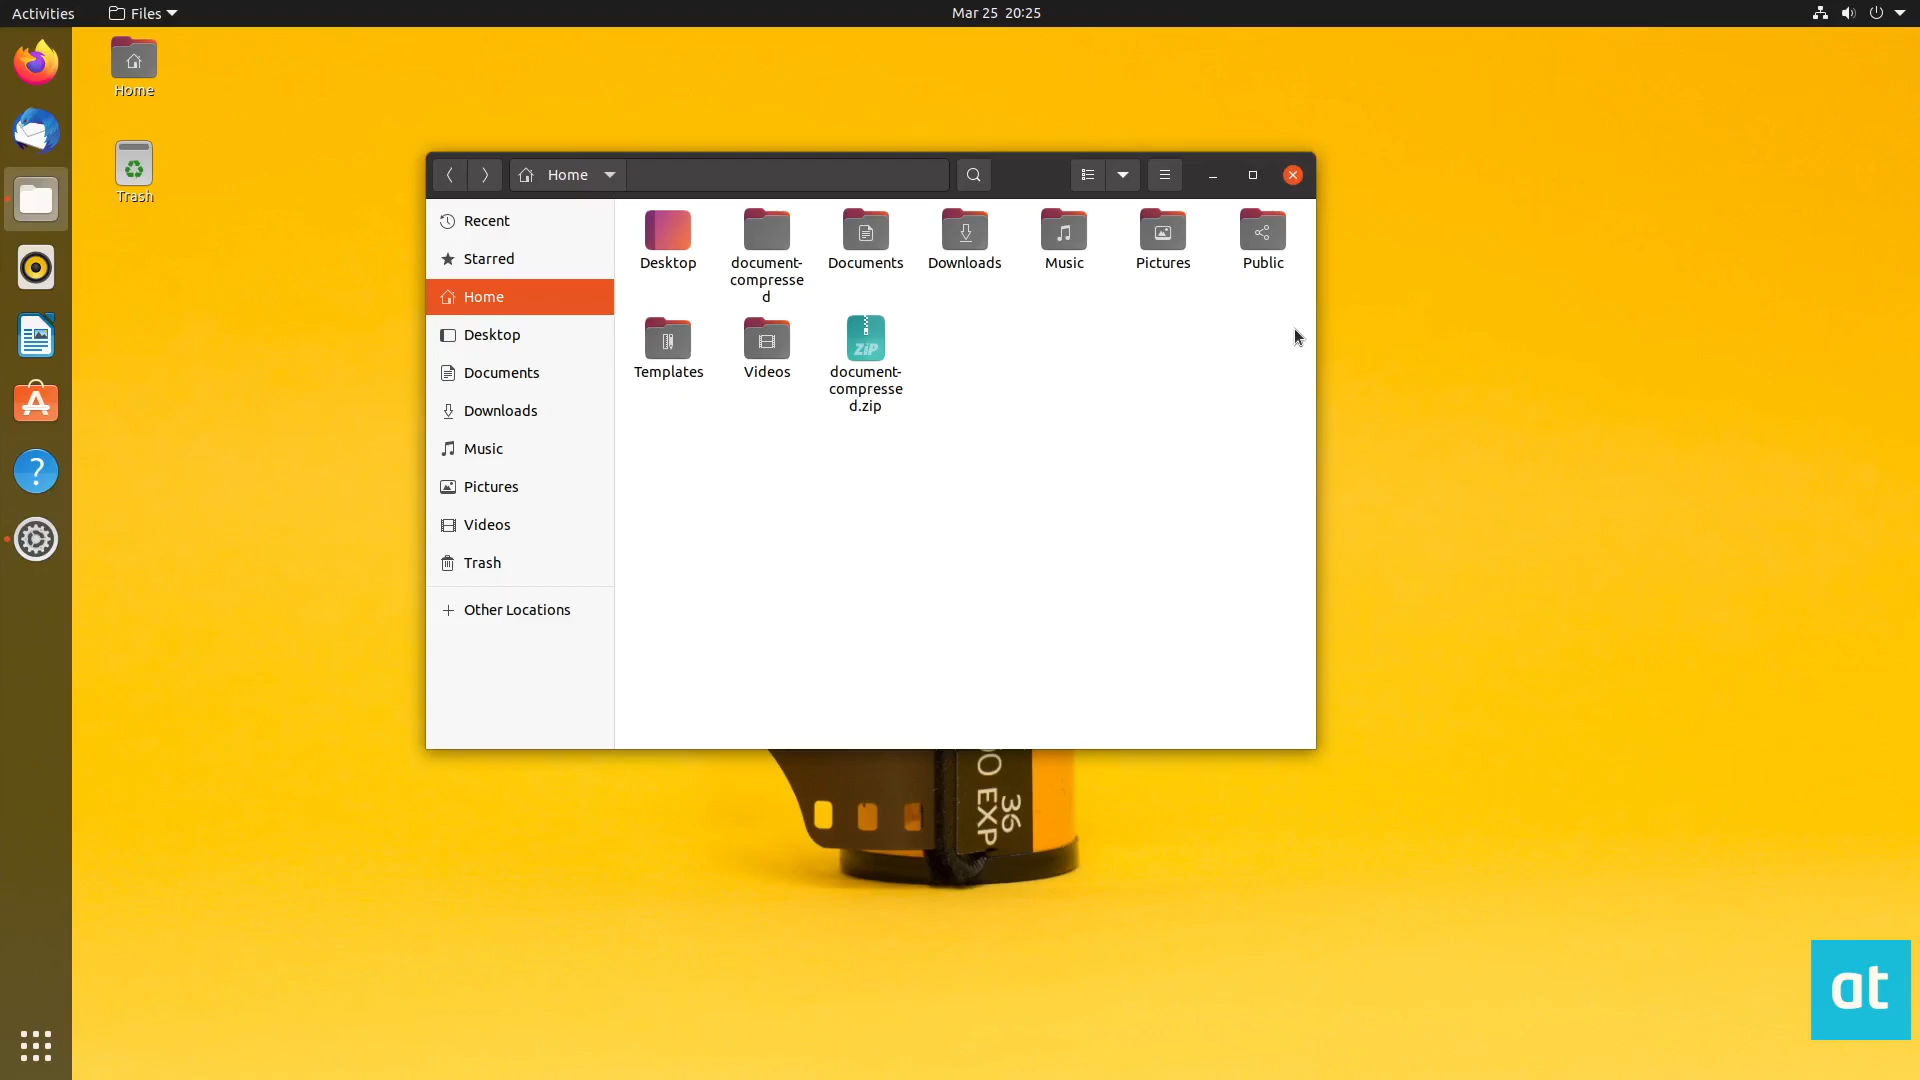 Activities
Files
Mar 25 20:25
Home
Trash
Home
Recent
Starred
Home
Desktop
Documents
Downloads
Music
Pictures
Videos
Trash
Other Locations
Desktop
document-
compresse
d
Documents
Downloads
Music
Pictures
Public
Templates
Videos
ZiP
document-
compresse
d.zip
36
EXP
at